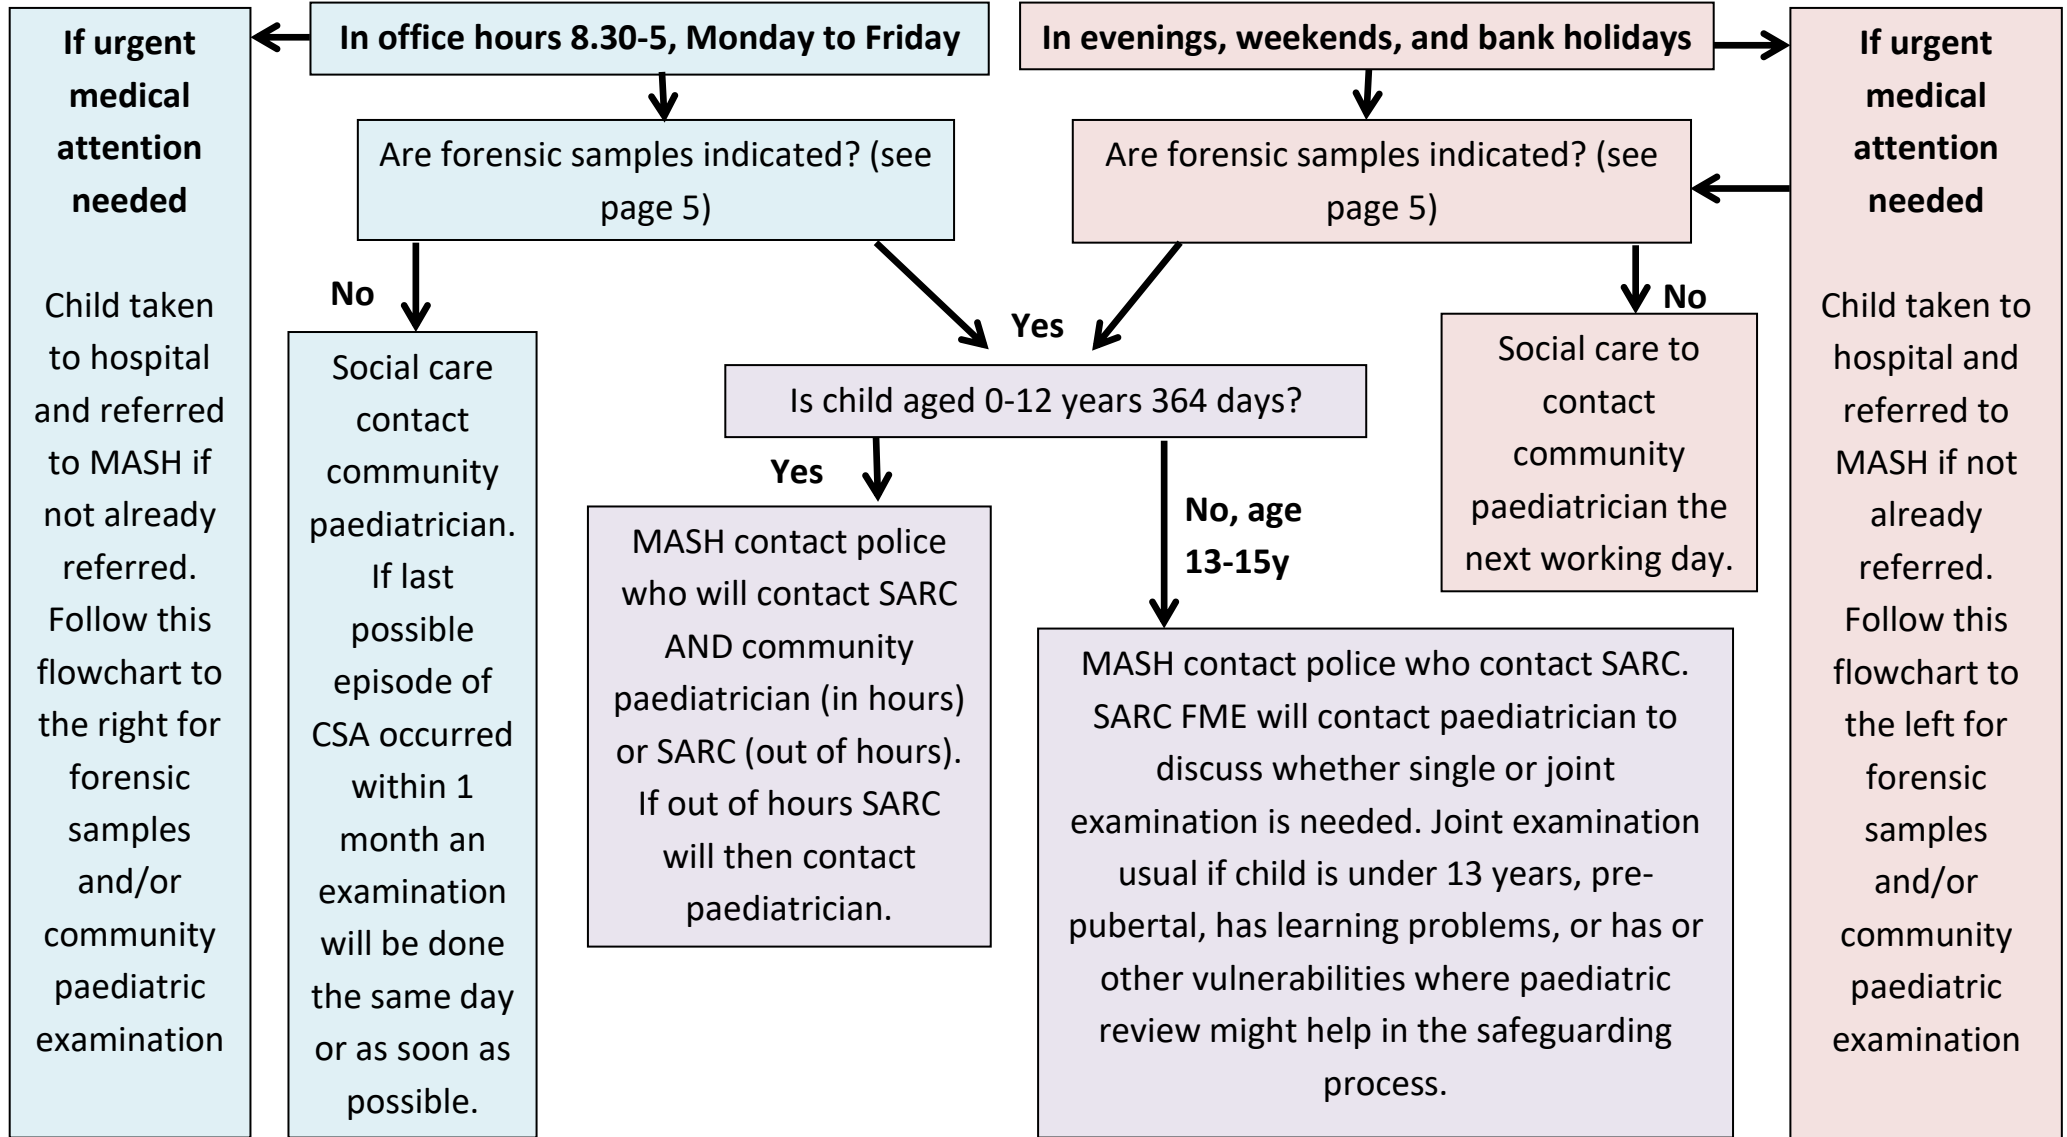 If urgent
medical
attention
needed
Child taken
to hospital
and referred
to MASH if
not already
referred.
Follow this
flowchart to
the right for
forensic
samples
and/or
community
paediatric
examination
In office hours 8.30-5, Monday to Friday
Are forensic samples indicated? (see
page 5)
No
Social care
contact
community
paediatrician.
If last
possible
episode of
CSA occurred
within 1
month an
examination
will be done
the same day
or as soon as
possible.
In evenings, weekends, and bank holidays
Are forensic samples indicated? (see
page 5)
Yes
No
Social care to
contact
community
paediatrician the
next working day.
Is child aged 0-12 years 364 days?
Yes
MASH contact police
who will contact SARC
AND community
paediatrician (in hours)
or SARC (out of hours).
If out of hours SARC
will then contact
paediatrician.
No, age
13-15y
MASH contact police who contact SARC.
SARC FME will contact paediatrician to
discuss whether single or joint
examination is needed. Joint examination
usual if child is under 13 years, pre-
pubertal, has learning problems, or has or
other vulnerabilities where paediatric
review might help in the safeguarding
process.
If urgent
medical
attention
needed
Child taken to
hospital and
referred to
MASH if not
already
referred.
Follow this
flowchart to
the left for
forensic
samples
and/or
community
paediatric
examination